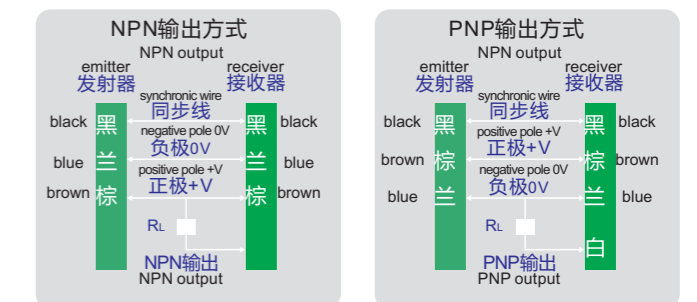 NPN输出方式
NPN output
emitter
发射器
receiver
接收器
synchronic wire
同步线
black
黑
黑
black
negative pole 0V
负极0V
blue
兰
兰
blue
positive pole +V
正极+V
brown
棕
棕
brown
RL
NPN输出
NPN output
PNP输出方式
PNP output
emitter
发射器
receiver
接收器
synchronic wire
同步线
black
黑
黑
black
positive pole +V
正极+V
brown
棕
棕
brown
negative pole 0V
负极0V
blue
兰
兰
blue
RL
白
PNP输出
PNP output